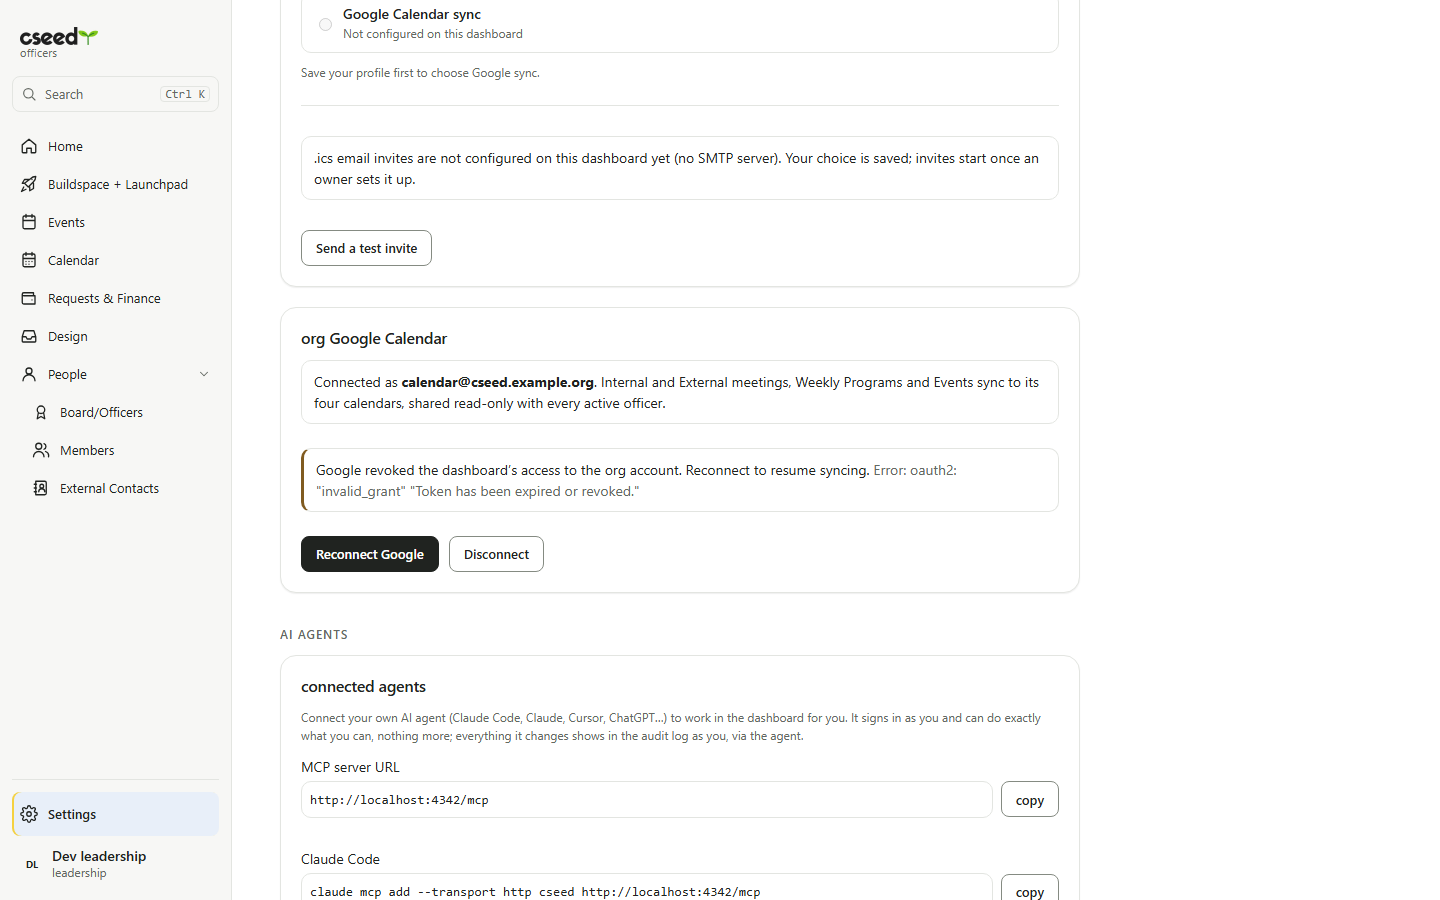 cseed
officers
Search
Ctrl K
Home
Buildspace + Launchpad
Events
Calendar
Requests & Finance
Design
People
Board/Officers
Members
External Contacts
Settings
DL
Dev leadership
leadership
Google Calendar sync
Not configured on this dashboard
Save your profile first to choose Google sync.
.ics email invites are not configured on this dashboard yet (no SMTP server). Your choice is saved; invites start once an
owner sets it up.
Send a test invite
org Google Calendar
Connected as calendar@cseed.example.org. Internal and External meetings, Weekly Programs and Events sync to its
four calendars, shared read-only with every active officer.
Google revoked the dashboard’s access to the org account. Reconnect to resume syncing. Error: oauth2:
"invalid_grant" "Token has been expired or revoked."
Reconnect Google
Disconnect
AI AGENTS
connected agents
Connect your own AI agent (Claude Code, Claude, Cursor, ChatGPT…) to work in the dashboard for you. It signs in as you and can do exactly
what you can, nothing more; everything it changes shows in the audit log as you, via the agent.
MCP server URL
http://localhost:4342/mcp
copy
Claude Code
claude mcp add --transport http cseed http://localhost:4342/mcp
copy